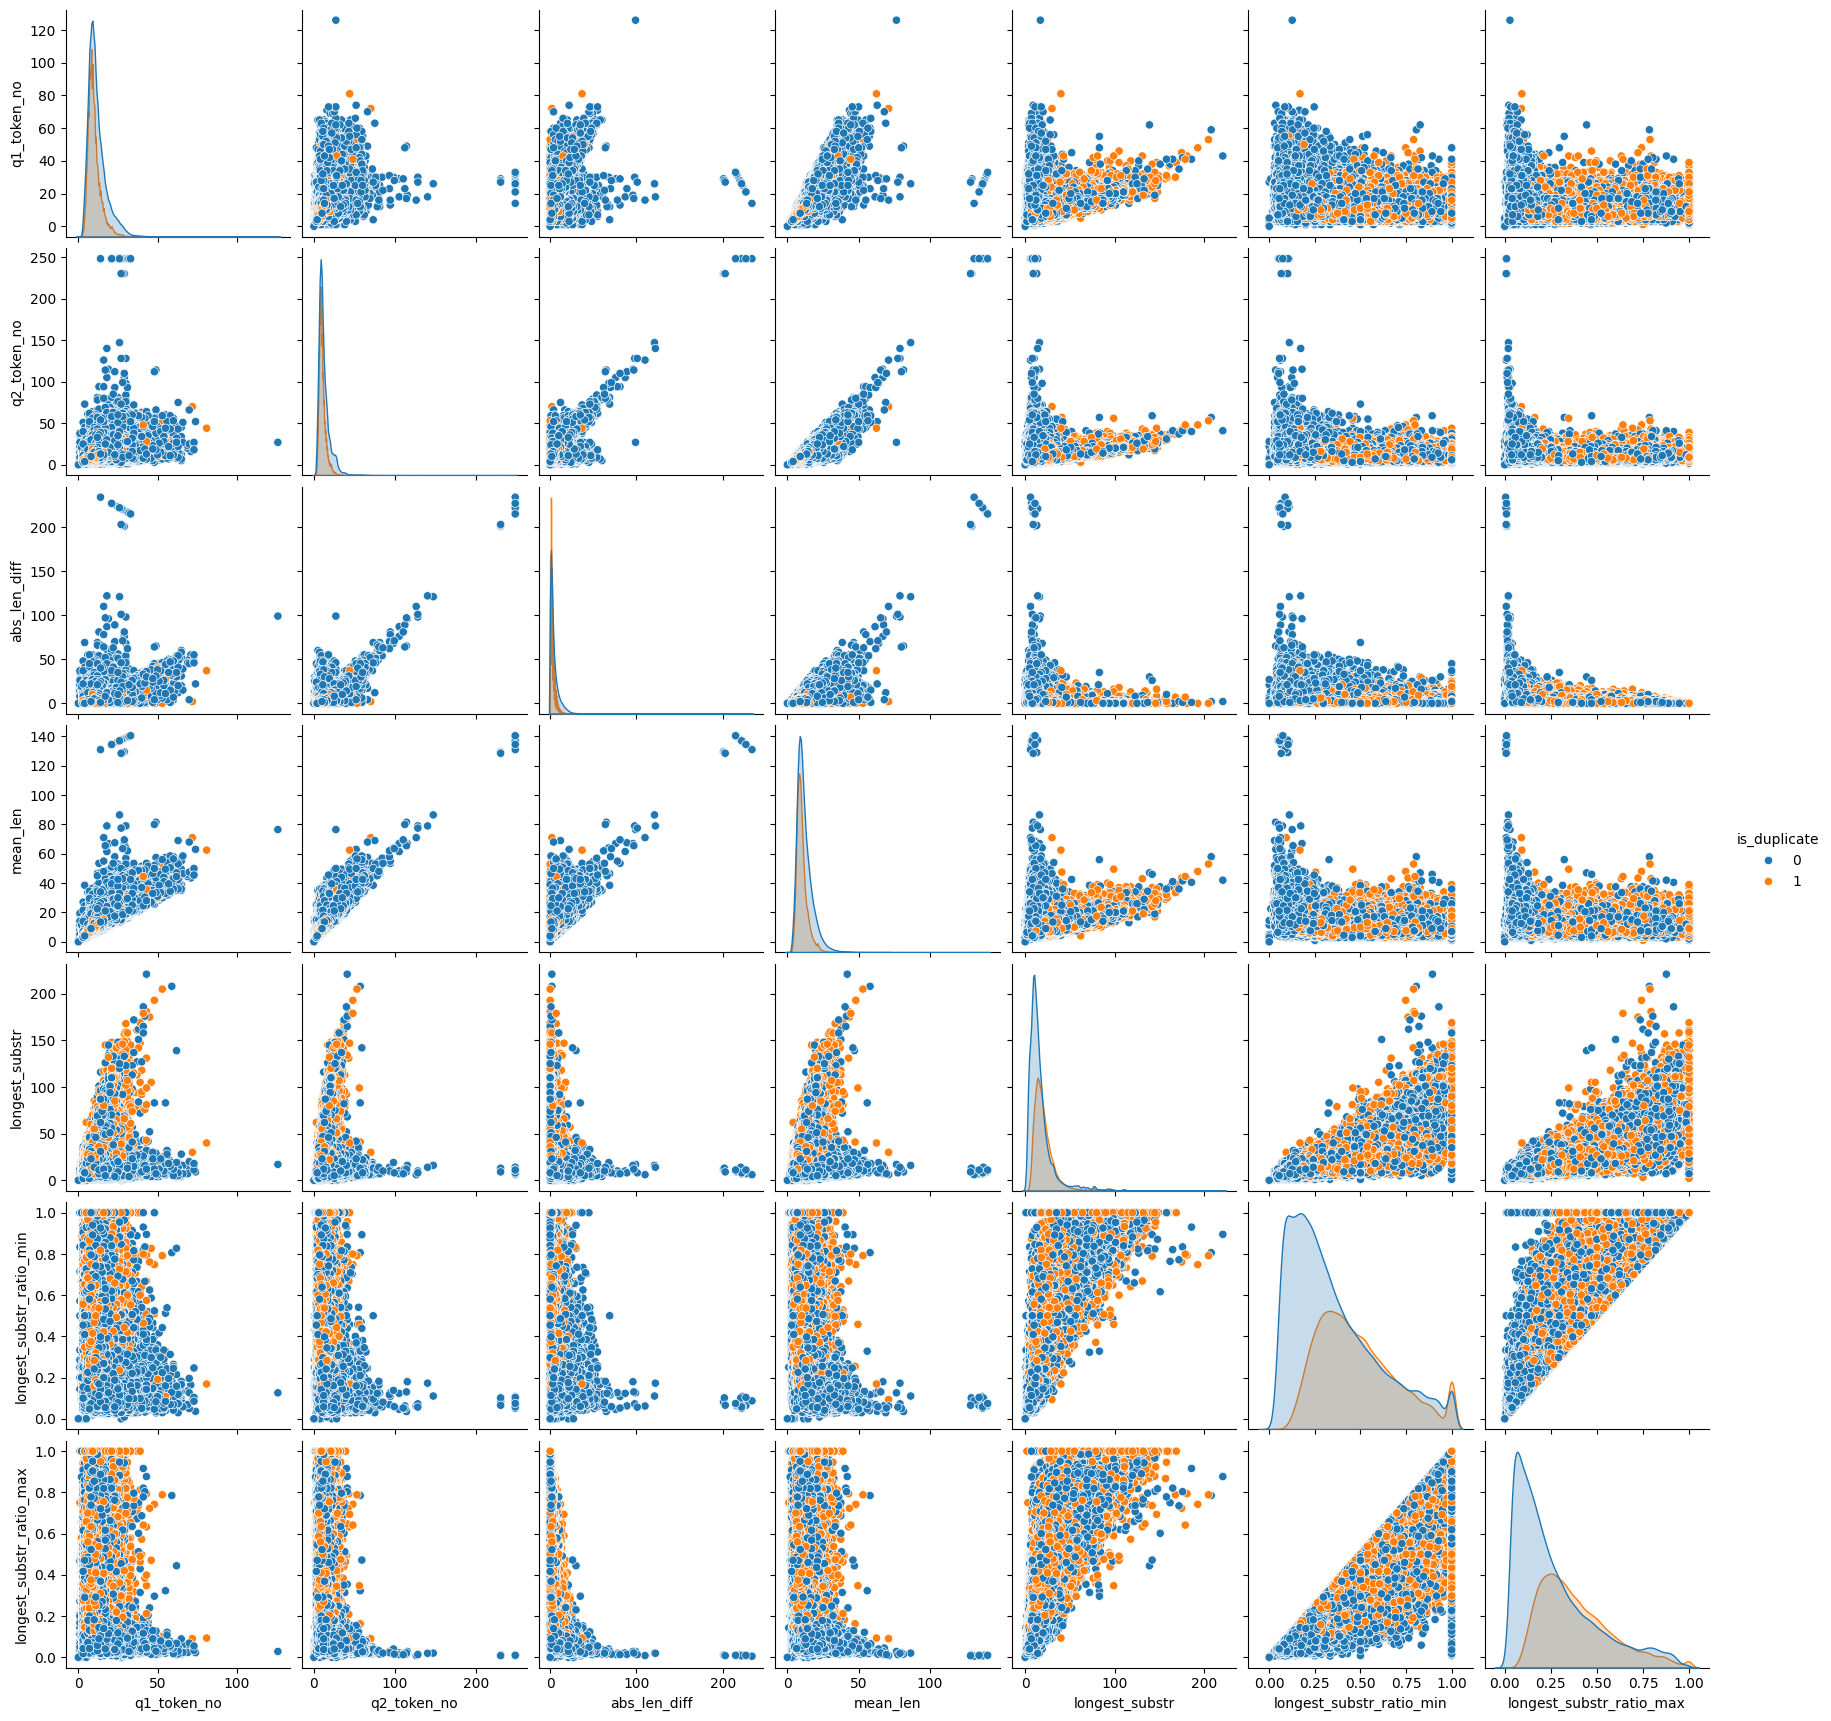 q1_token_no
120
100
80
60
40
20
0
q2_token_no
250
200
150
100
50
0
abs_len_diff
200
150
100
50
0
mean_len
140
120
100
80
60
40
20
0
is_duplicate
0
1
longest_substr
200
150
100
50
0
longest_substr_ratio_min
1.0
0.8
0.6
0.4
0.2
0.0
longest_substr_ratio_max
1.0
0.8
0.6
0.4
0.2
0.0
0 100
0 100 200
0 100 200
0 50 100
0 100 200
0.00 0.25 0.50 0.75 1.00
0.00 0.25 0.50 0.75 1.00
q1_token_no
q2_token_no
abs_len_diff
mean_len
longest_substr
longest_substr_ratio_min
longest_substr_ratio_max